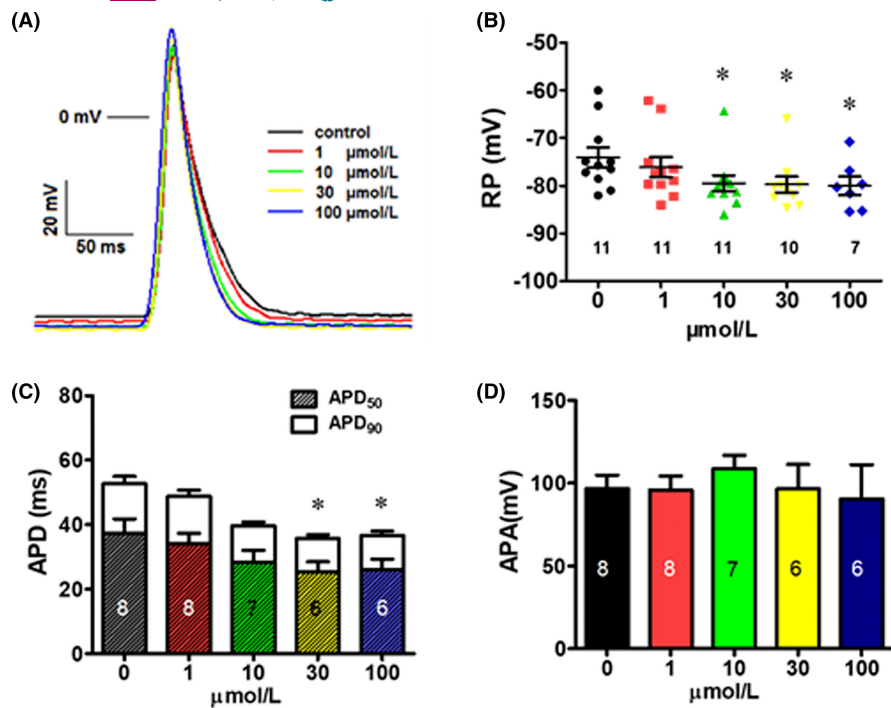 (A)
0 mV
20 mV
50 ms
control
1 µmol/L
10 µmol/L
30 µmol/L
100 µmol/L
(B)
RP (mV)
-50
-60
-70
-80
-90
-100
* * *
11 11 11 10 7
0 1 10 30 100
µmol/L
(C)
APD (ms)
80
60
40
20
0
APD50
APD90
* *
8 8 7 6 6
0 1 10 30 100
µmol/L
(D)
APA(mV)
150
100
50
0
8 8 7 6 6
0 1 10 30 100
µmol/L